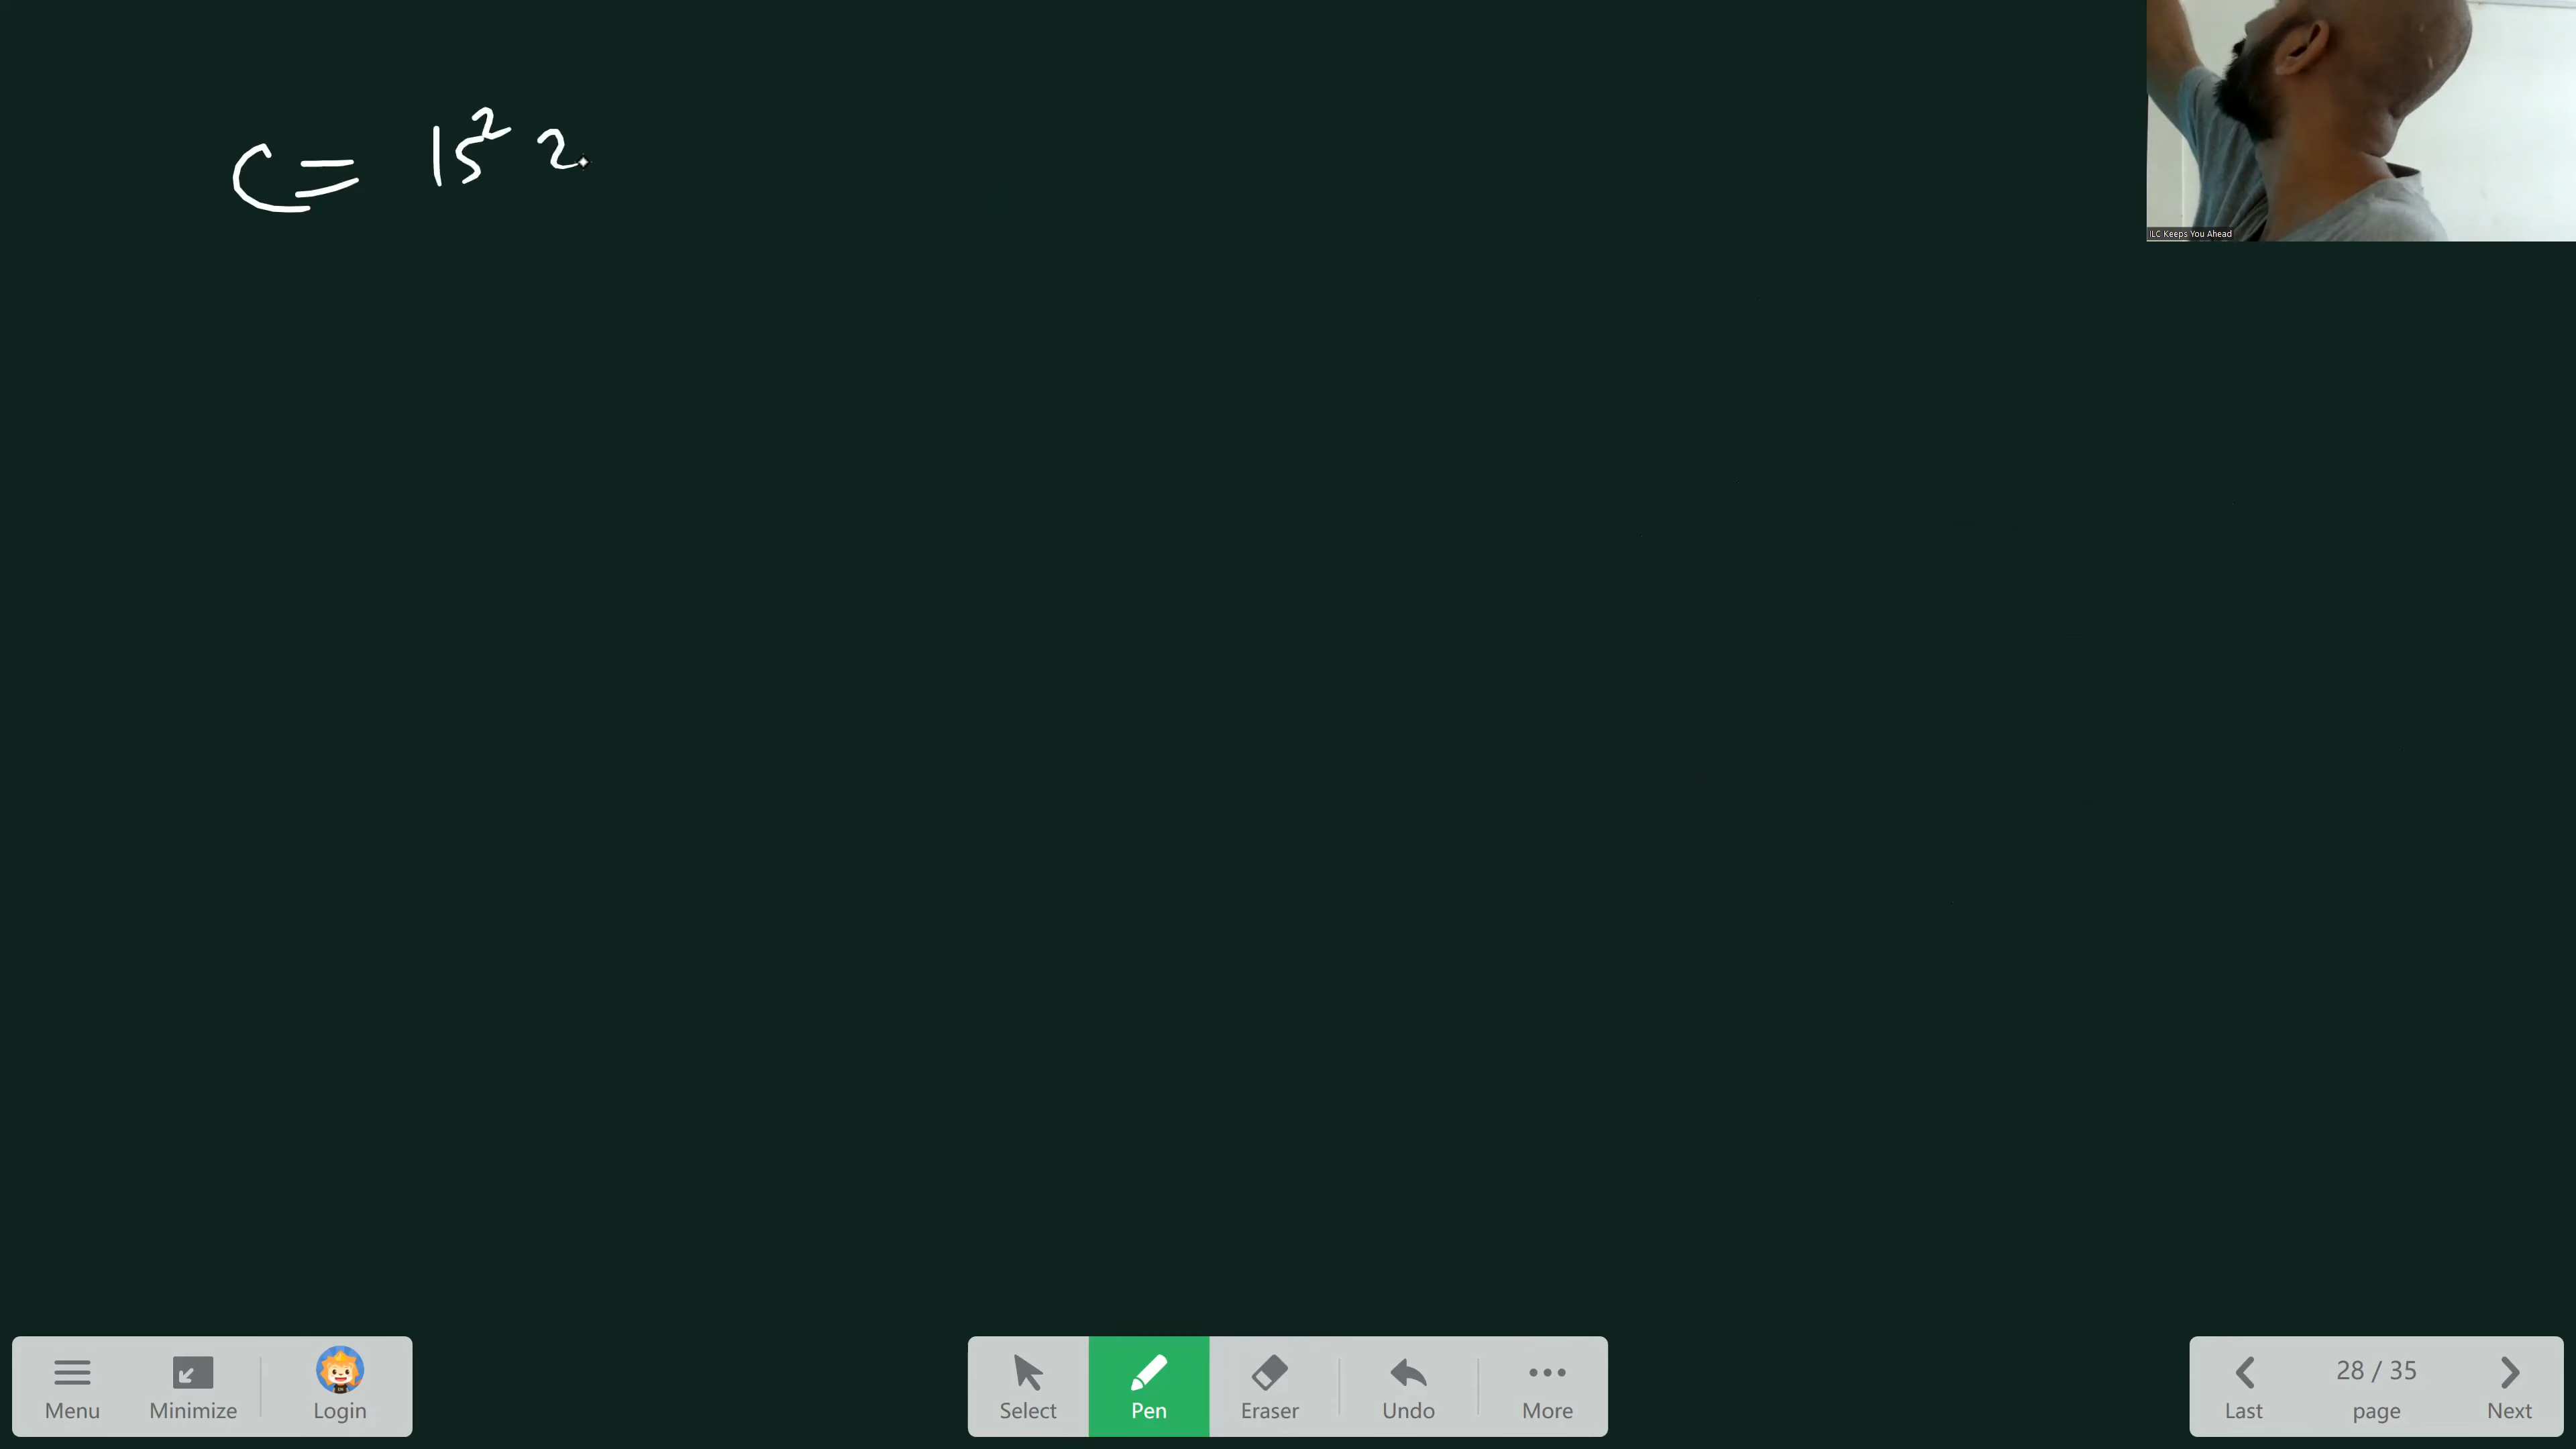 C = 1s² 2
ILC Keeps You Ahead
Menu Minimize Login Select Pen Eraser Undo More Last 28 / 35 page Next